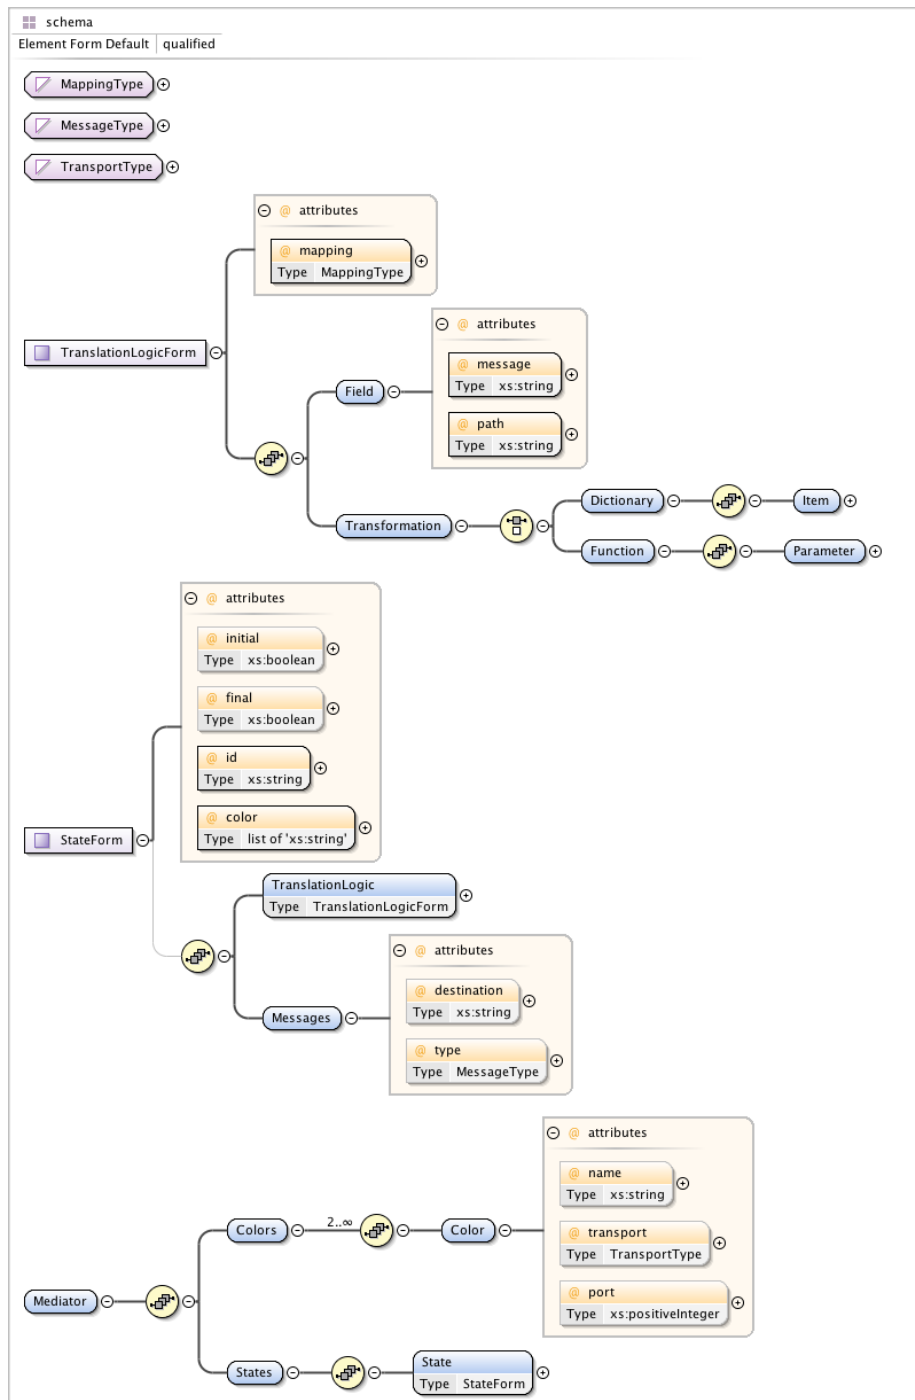 schema
Element Form Default qualified
MappingType
MessageType
TransportType
@ attributes
@ mapping
Type MappingType
TranslationLogicForm
@ attributes
@ message
Type xs:string
Field
@ path
Type xs:string
Transformation
Dictionary
Item
Function
Parameter
@ attributes
@ initial
Type xs:boolean
@ final
Type xs:boolean
@ id
Type xs:string
@ color
Type list of 'xs:string'
StateForm
TranslationLogic
Type TranslationLogicForm
@ attributes
@ destination
Type xs:string
Messages
@ type
Type MessageType
@ attributes
@ name
Type xs:string
Colors
2..∞
Color
@ transport
Type TransportType
@ port
Type xs:positiveInteger
Mediator
States
State
Type StateForm